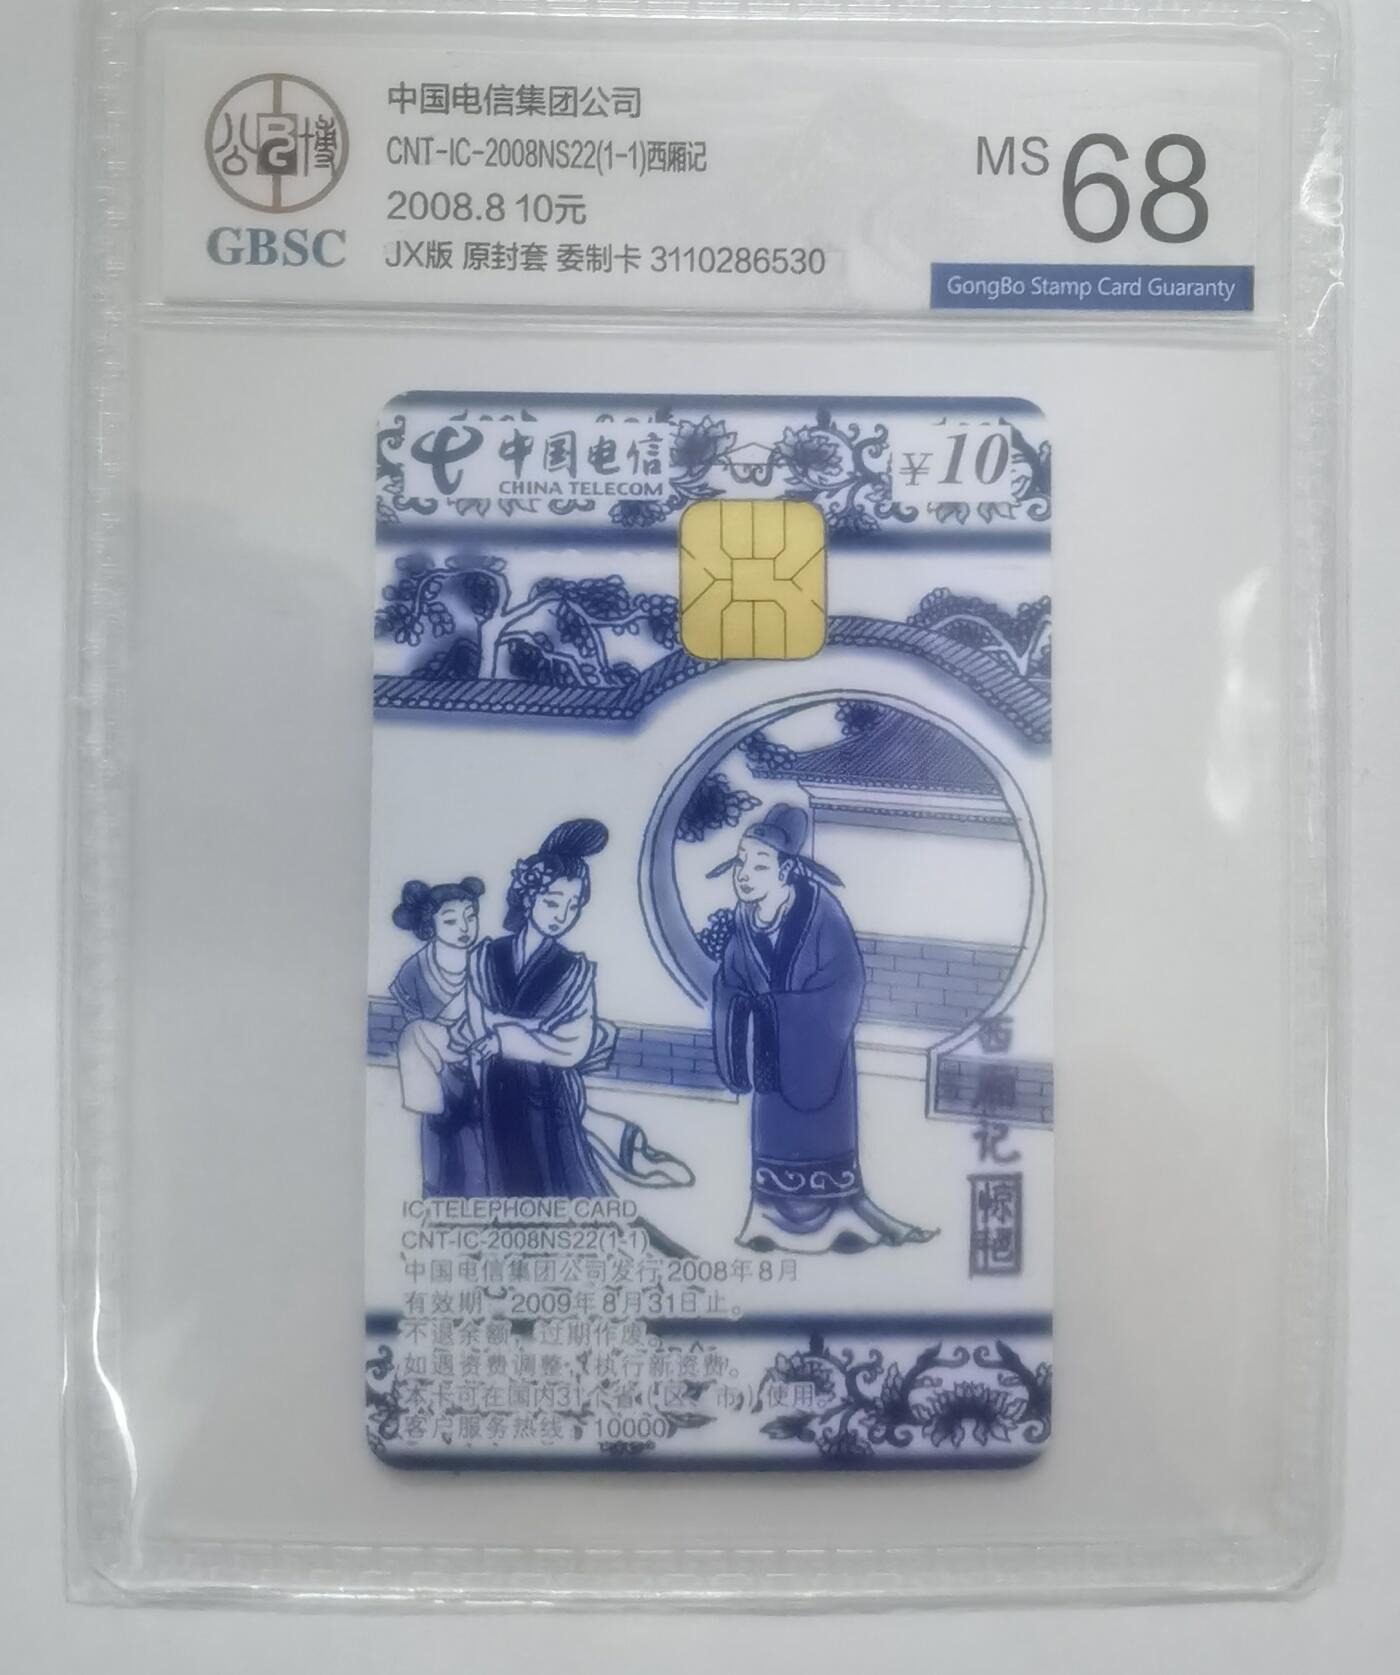 中国电信集团公司
CNT-IC-2008NS22(1-1)西厢记
2008.8 10元
JX版 原封套 委制卡 3110286530
公博
GBSC
MS 68
GongBo Stamp Card Guaranty
中国电信
CHINA TELECOM
¥10
西厢记
惊艳
IC TELEPHONE CARD
CNT-IC-2008NS22(1-1)
中国电信集团公司发行 2008年8月
有效期：2009年8月31日止。
不退余额，过期作废。
如遇资费调整，执行新资费。
本卡可在国内31个省（区、市）使用。
客户服务热线：10000